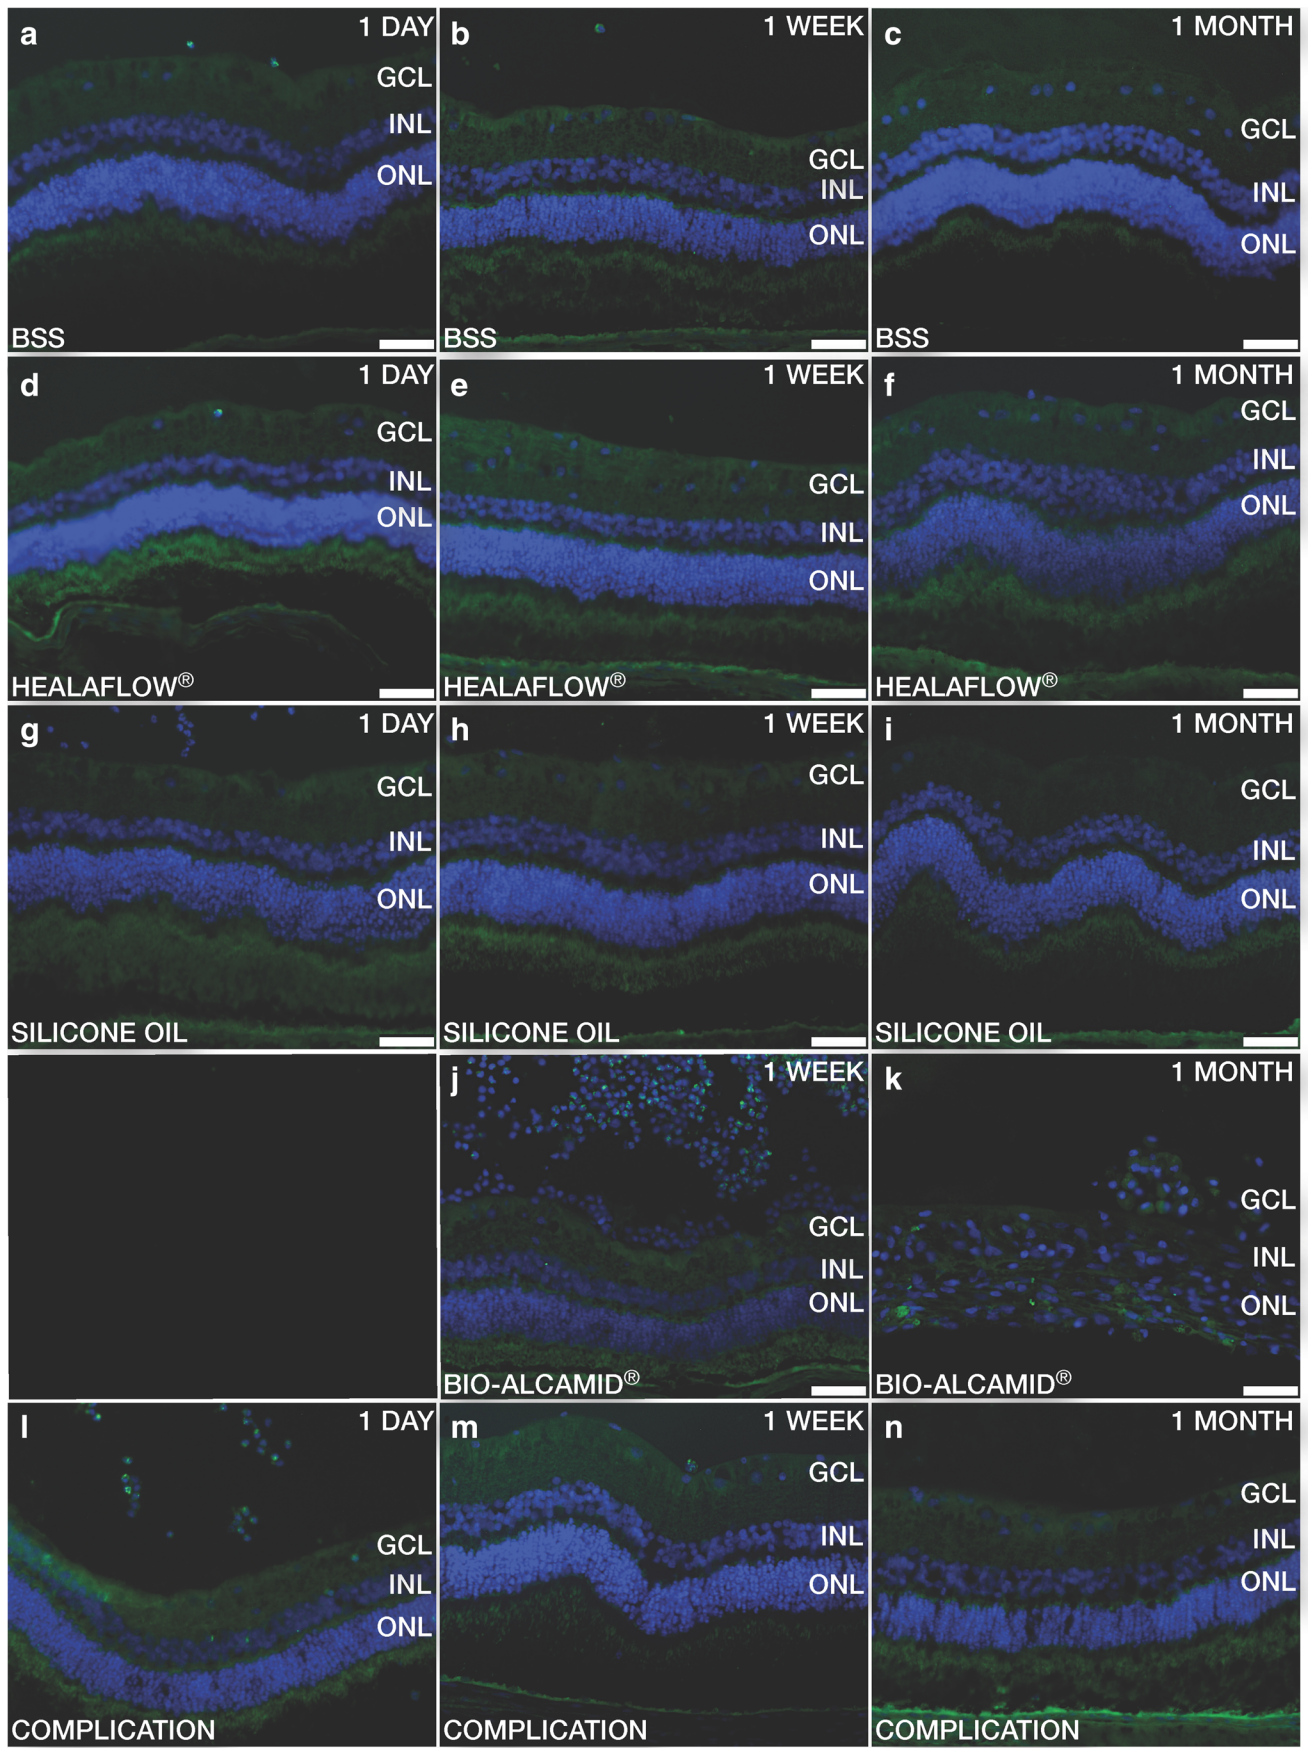 a 1 DAY
GCL
INL
ONL
BSS
b 1 WEEK
GCL
INL
ONL
BSS
c 1 MONTH
GCL
INL
ONL
BSS
d 1 DAY
GCL
INL
ONL
HEALAFLOW®
e 1 WEEK
GCL
INL
ONL
HEALAFLOW®
f 1 MONTH
GCL
INL
ONL
HEALAFLOW®
g 1 DAY
GCL
INL
ONL
SILICONE OIL
h 1 WEEK
GCL
INL
ONL
SILICONE OIL
i 1 MONTH
GCL
INL
ONL
SILICONE OIL
j 1 WEEK
GCL
INL
ONL
BIO-ALCAMID®
k 1 MONTH
GCL
INL
ONL
BIO-ALCAMID®
l 1 DAY
GCL
INL
ONL
COMPLICATION
m 1 WEEK
GCL
INL
ONL
COMPLICATION
n 1 MONTH
GCL
INL
ONL
COMPLICATION